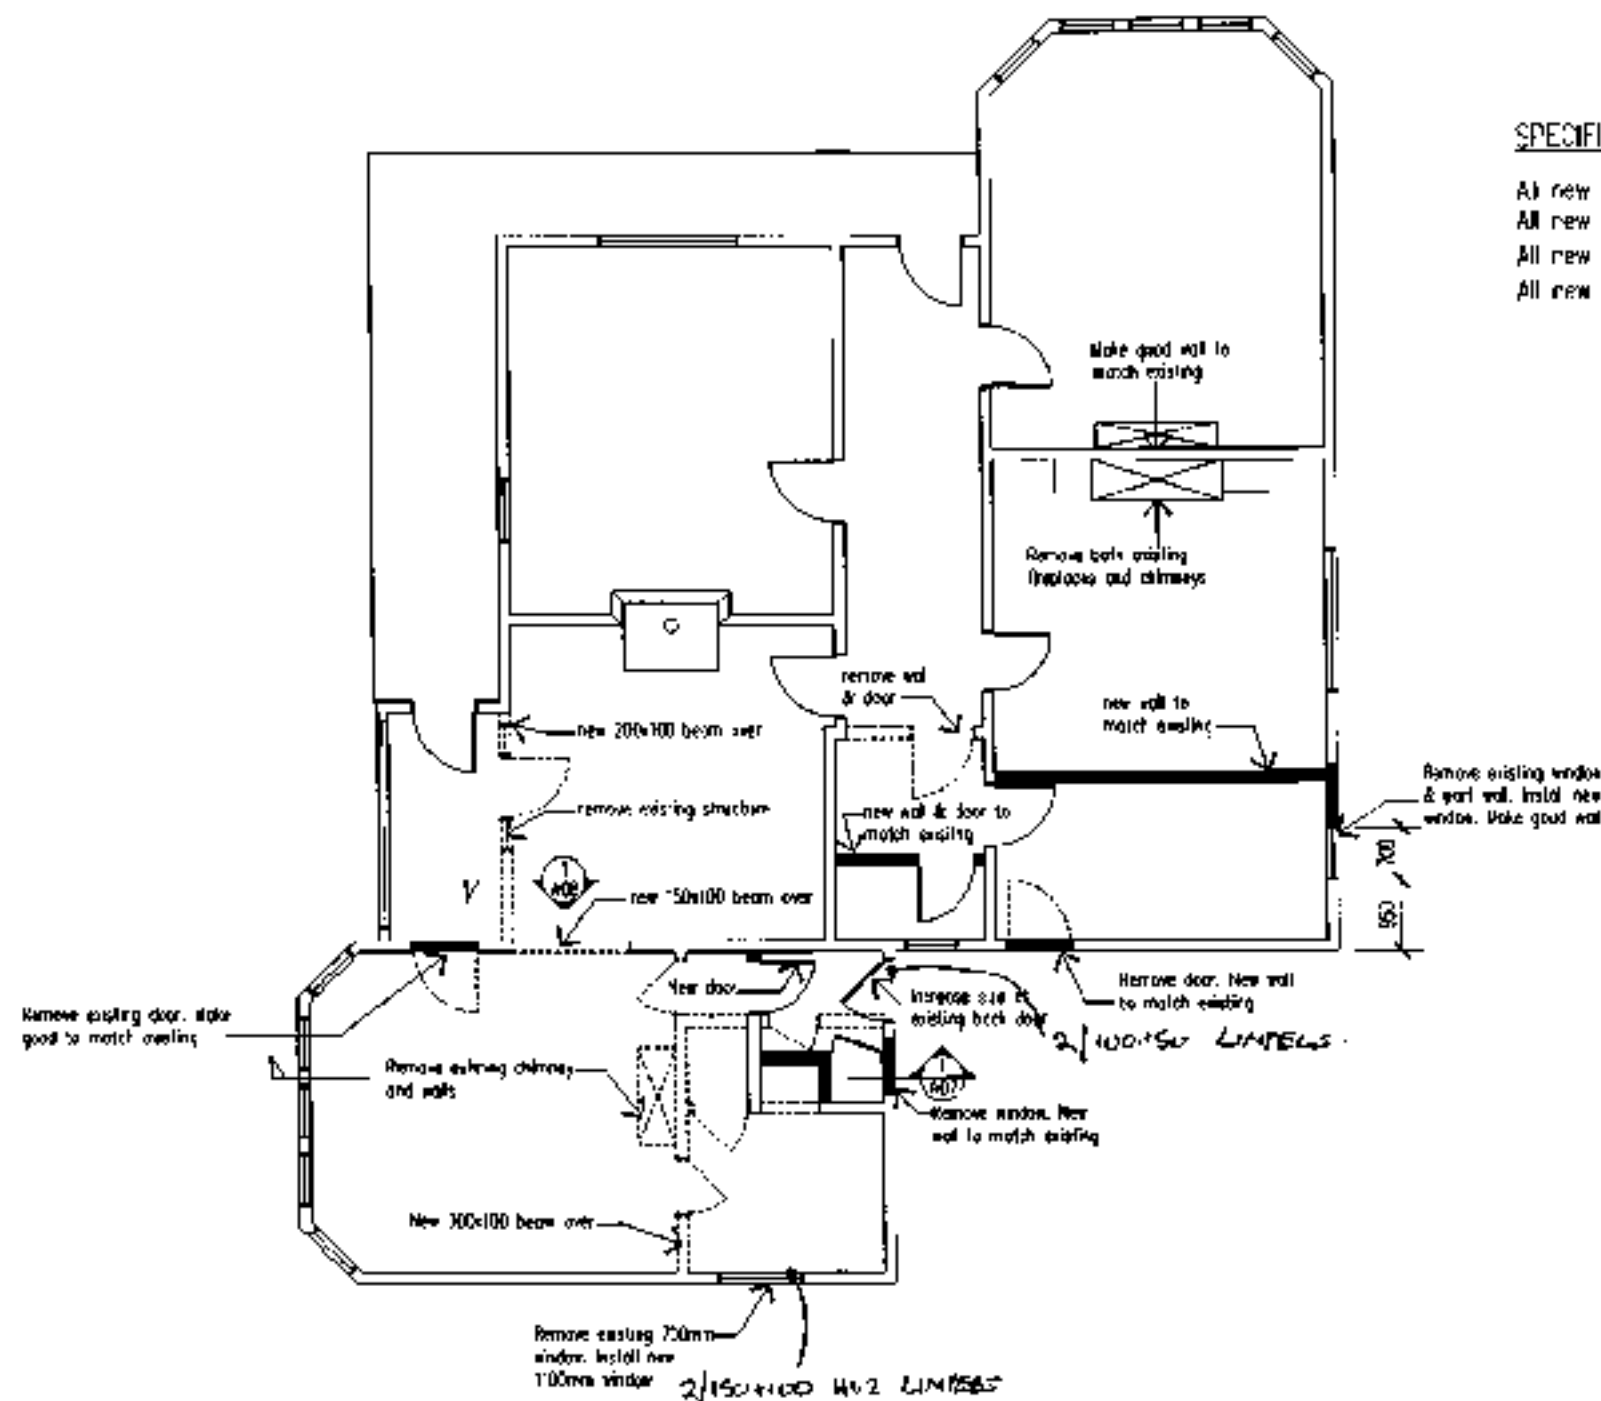 SPECIFI
All new
All new
All new
All new
Make good wall to
match existing
Remove both existing
fireplaces and chimneys
remove wall
& door
new wall to
match existing
new 200x100 beam over
Remove existing window
& part wall. Install new
window. Make good wall
remove existing structure
new wall & door to
match existing
700
950
1
A08
new 150x100 beam over
New door
Increase size of
existing back door
Remove door. New wall
to match existing
Remove existing door. Make
good to match existing
2/100x50 LINTELS
Remove existing chimney
and walls
1
A07
Remove window. New
wall to match existing
New 300x100 beam over
Remove existing 750mm
window. Install new
1100mm window
2/150x100 LINTELS